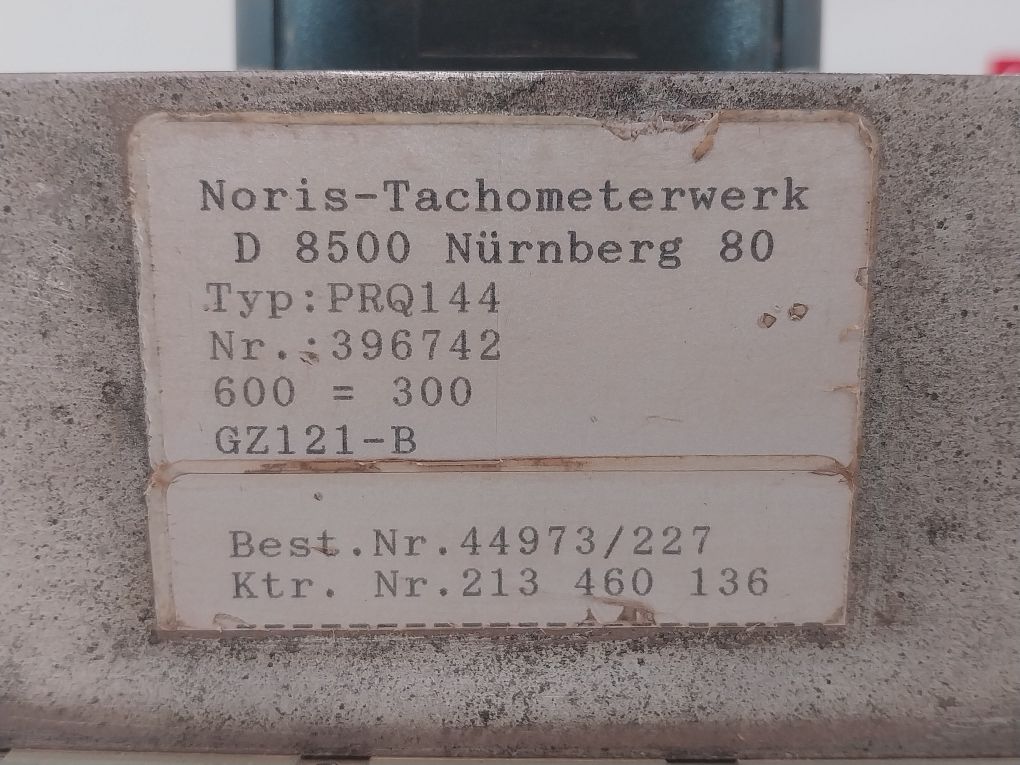 Noris-Tachometerwerk
D 8500 Nürnberg 80
Typ:PRQ144
Nr.:396742
600 = 300
GZ121-B
Best.Nr.44973/227
Ktr. Nr.213 460 136